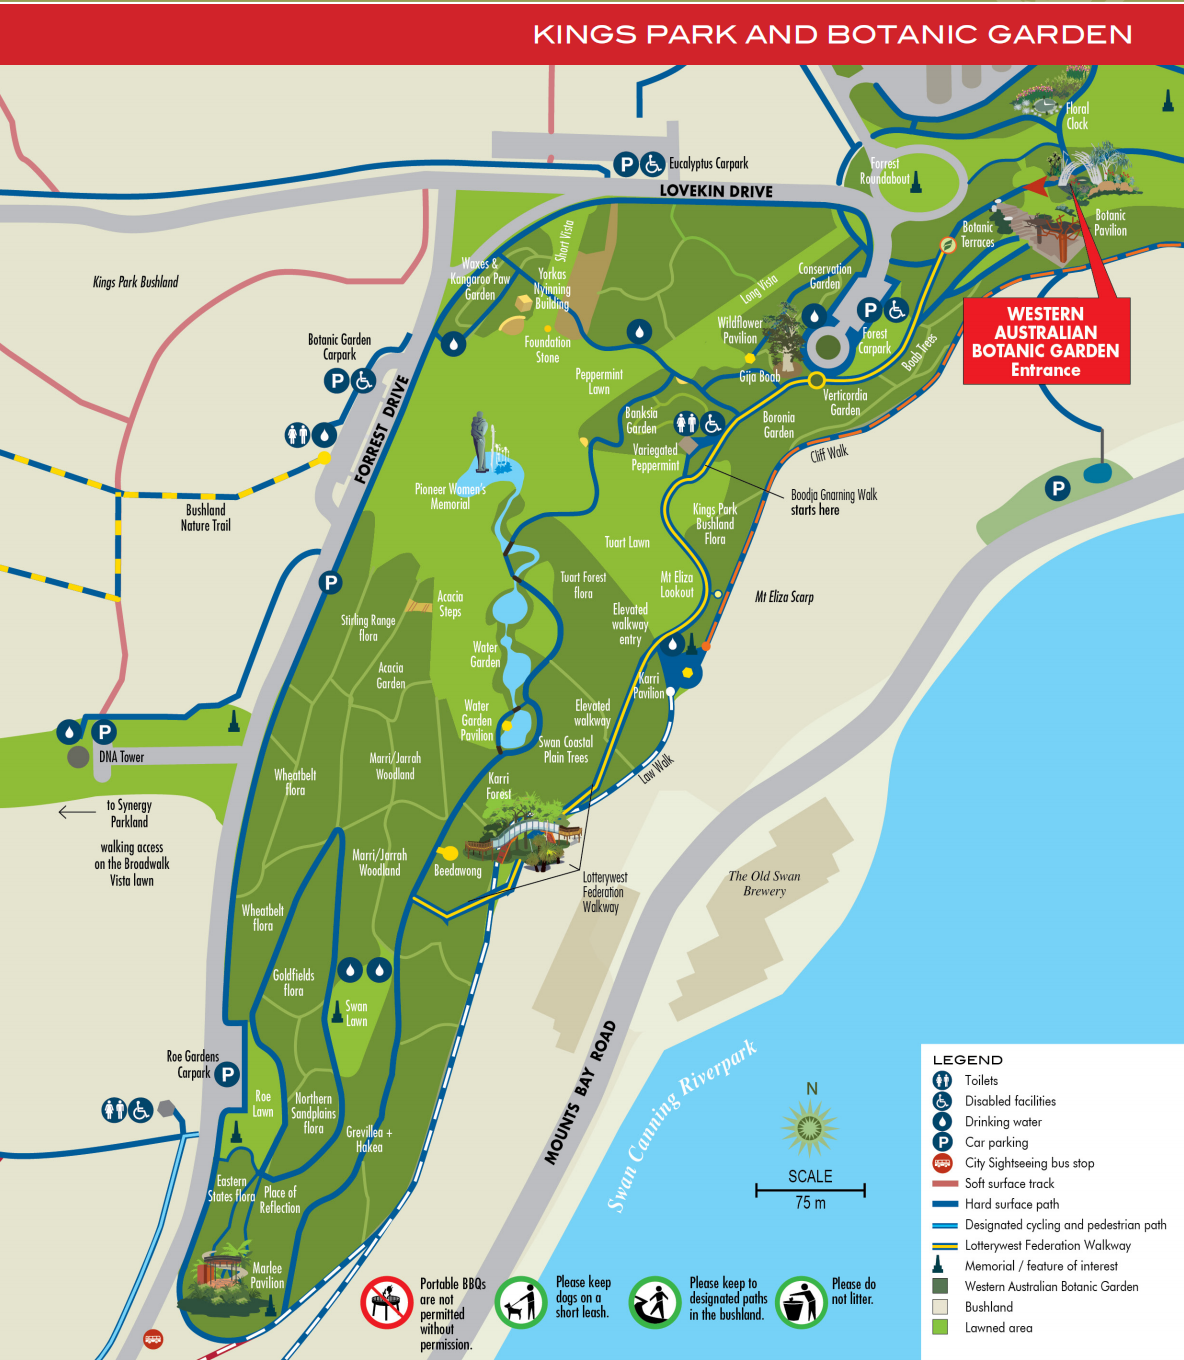 KINGS PARK AND BOTANIC GARDEN
Floral
Clock
P
Eucalyptus Carpark
Forrest
Roundabout
LOVEKIN DRIVE
Botanic
Pavilion
Botanic
Terraces
Short Vista
Waxes &
Kangaroo Paw
Garden
Yorkas
Nyinning
Building
Conservation
Garden
Long Vista
Kings Park Bushland
WESTERN
AUSTRALIAN
BOTANIC GARDEN
Entrance
P
Forest
Carpark
Wildflower
Pavilion
Foundation
Stone
Botanic Garden
Carpark
P
Boab Trees
Peppermint
Lawn
Gija Boab
Verticordia
Garden
FORREST DRIVE
Banksia
Garden
Boronia
Garden
Variegated
Peppermint
Cliff Walk
Pioneer Women's
Memorial
P
Boodja Gnarning Walk
starts here
Bushland
Nature Trail
Kings Park
Bushland
Flora
Tuart Lawn
P
Tuart Forest
flora
Mt Eliza
Lookout
Mt Eliza Scarp
Acacia
Steps
Stirling Range
flora
Elevated
walkway
entry
Water
Garden
Acacia
Garden
Karri
Pavilion
Water
Garden
Pavilion
Elevated
walkway
P
DNA Tower
Swan Coastal
Plain Trees
Marri/Jarrah
Woodland
Law Walk
Wheatbelt
flora
Karri
Forest
to Synergy
Parkland
walking access
on the Broadwalk
Vista lawn
Marri/Jarrah
Woodland
Beedawong
Lotterywest
Federation
Walkway
The Old Swan
Brewery
Wheatbelt
flora
Goldfields
flora
Swan
Lawn
MOUNTS BAY ROAD
Swan Canning Riverpark
Roe Gardens
Carpark
P
Roe
Lawn
Northern
Sandplains
flora
Grevillea +
Hakea
Eastern
States flora
Place of
Reflection
Marlee
Pavilion
N
SCALE
75 m
LEGEND
Toilets
Disabled facilities
Drinking water
P
Car parking
City Sightseeing bus stop
Soft surface track
Hard surface path
Designated cycling and pedestrian path
Lotterywest Federation Walkway
Memorial / feature of interest
Western Australian Botanic Garden
Bushland
Lawned area
Portable BBQs
are not
permitted
without
permission.
Please keep
dogs on a
short leash.
Please keep to
designated paths
in the bushland.
Please do
not litter.